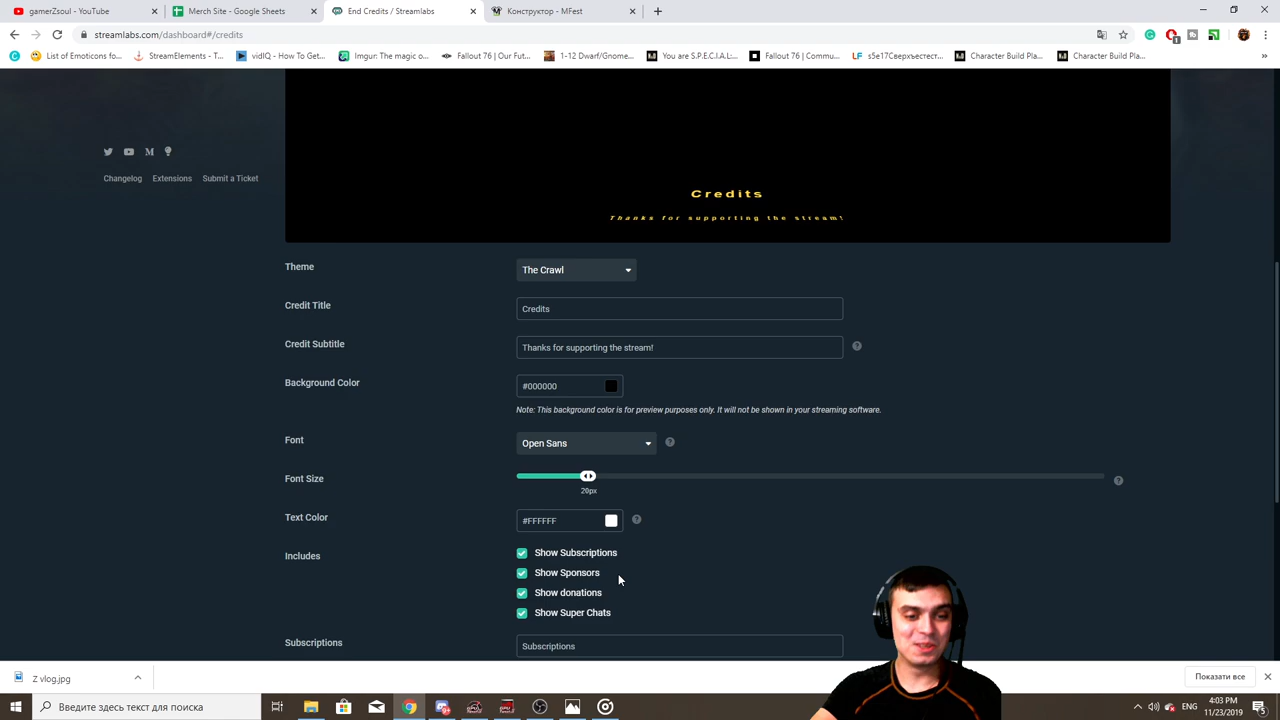 gamerZsoul - YouTube
Merch Site - Google Sheets
End Credits / Streamlabs
Конструктор - MFest
streamlabs.com/dashboard#/credits
List of Emoticons fo...
StreamElements - T...
vidIQ - How To Get...
Imgur: The magic o...
Fallout 76 | Our Fut...
1-12 Dwarf/Gnome...
You are S.P.E.C.I.A.L:...
Fallout 76 | Commu...
s5e17Сверхъестест...
Character Build Pla...
Character Build Pla...
»
Changelog
Extensions
Submit a Ticket
Credits
Thanks for supporting the stream!
Theme
The Crawl
Credit Title
Credits
Credit Subtitle
Thanks for supporting the stream!
Background Color
#000000
Note: This background color is for preview purposes only. It will not be shown in your streaming software.
Font
Open Sans
Font Size
20px
Text Color
#FFFFFF
Includes
Show Subscriptions
Show Sponsors
Show donations
Show Super Chats
Subscriptions
Subscriptions
Z vlog.jpg
Показати все
Введите здесь текст для поиска
ENG
4:03 PM
11/23/2019